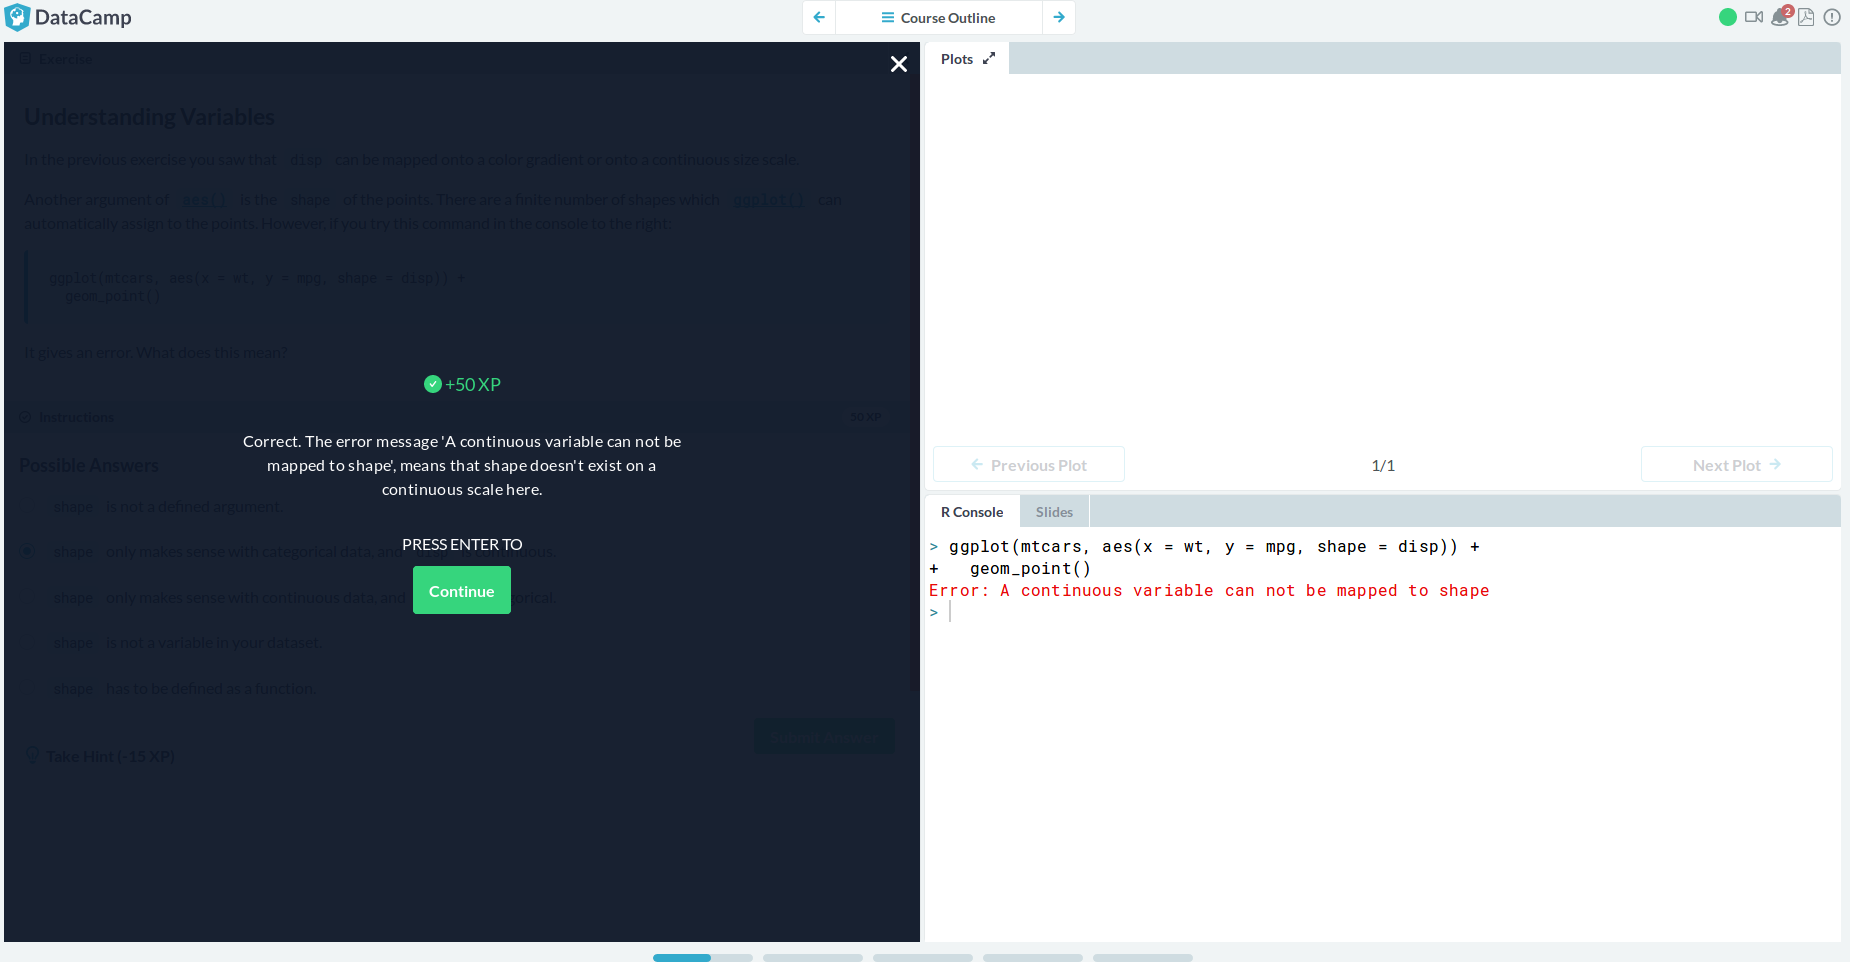 DataCamp
Course Outline
2
Exercise
Understanding Variables
In the previous exercise you saw that disp can be mapped onto a color gradient or onto a continuous size scale.
Another argument of aes() is the shape of the points. There are a finite number of shapes which ggplot() can
automatically assign to the points. However, if you try this command in the console to the right:
ggplot(mtcars, aes(x = wt, y = mpg, shape = disp)) +
geom_point()
It gives an error. What does this mean?
+50 XP
Instructions
50 XP
Correct. The error message 'A continuous variable can not be
mapped to shape', means that shape doesn't exist on a
continuous scale here.
Possible Answers
shape is not a defined argument.
PRESS ENTER TO
shape only makes sense with categorical data, and disp is continuous.
Continue
shape only makes sense with continuous data, and categorical.
shape is not a variable in your dataset.
shape has to be defined as a function.
Submit Answer
Take Hint (-15 XP)
Plots
Previous Plot
1/1
Next Plot
R Console
Slides
> ggplot(mtcars, aes(x = wt, y = mpg, shape = disp)) +
+ geom_point()
Error: A continuous variable can not be mapped to shape
>